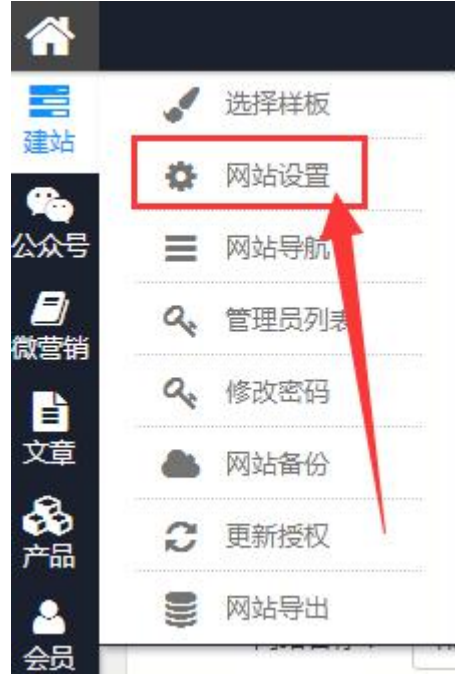 建站
公众号
微营销
文章
产品
会员
选择样板
网站设置
网站导航
管理员列表
修改密码
网站备份
更新授权
网站导出